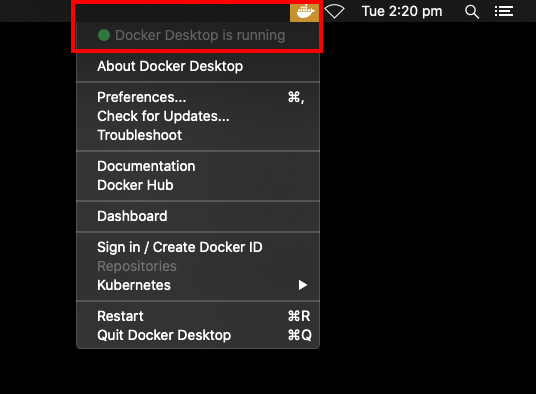 Tue 2:20 pm
Docker Desktop is running
About Docker Desktop
Preferences... ⌘,
Check for Updates...
Troubleshoot
Documentation
Docker Hub
Dashboard
Sign in / Create Docker ID
Repositories
Kubernetes
Restart ⌘R
Quit Docker Desktop ⌘Q